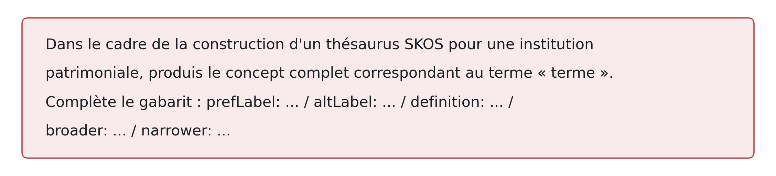 Dans le cadre de la construction d'un thésaurus SKOS pour une institution
patrimoniale, produis le concept complet correspondant au terme « terme ».
Complète le gabarit : prefLabel: ... / altLabel: ... / definition: ... /
broader: ... / narrower: ...